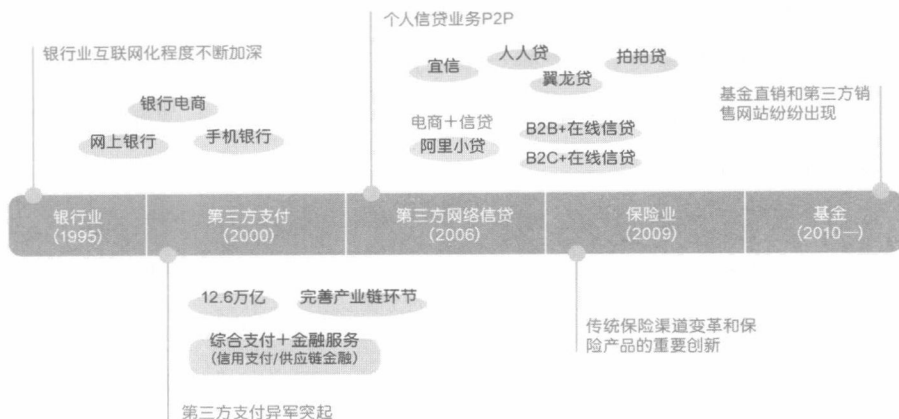 个人信贷业务P2P
银行业互联网化程度不断加深
宜信
人人贷
拍拍贷
翼龙贷
银行电商
网上银行
手机银行
电商＋信贷
阿里小贷
B2B+在线信贷
B2C+在线信贷
基金直销和第三方销
售网站纷纷出现
银行业
（1995）
第三方支付
（2000）
第三方网络信贷
（2006）
保险业
（2009）
基金
（2010—）
12.6万亿
完善产业链环节
综合支付＋金融服务
（信用支付/供应链金融）
传统保险渠道变革和保
险产品的重要创新
第三方支付异军突起